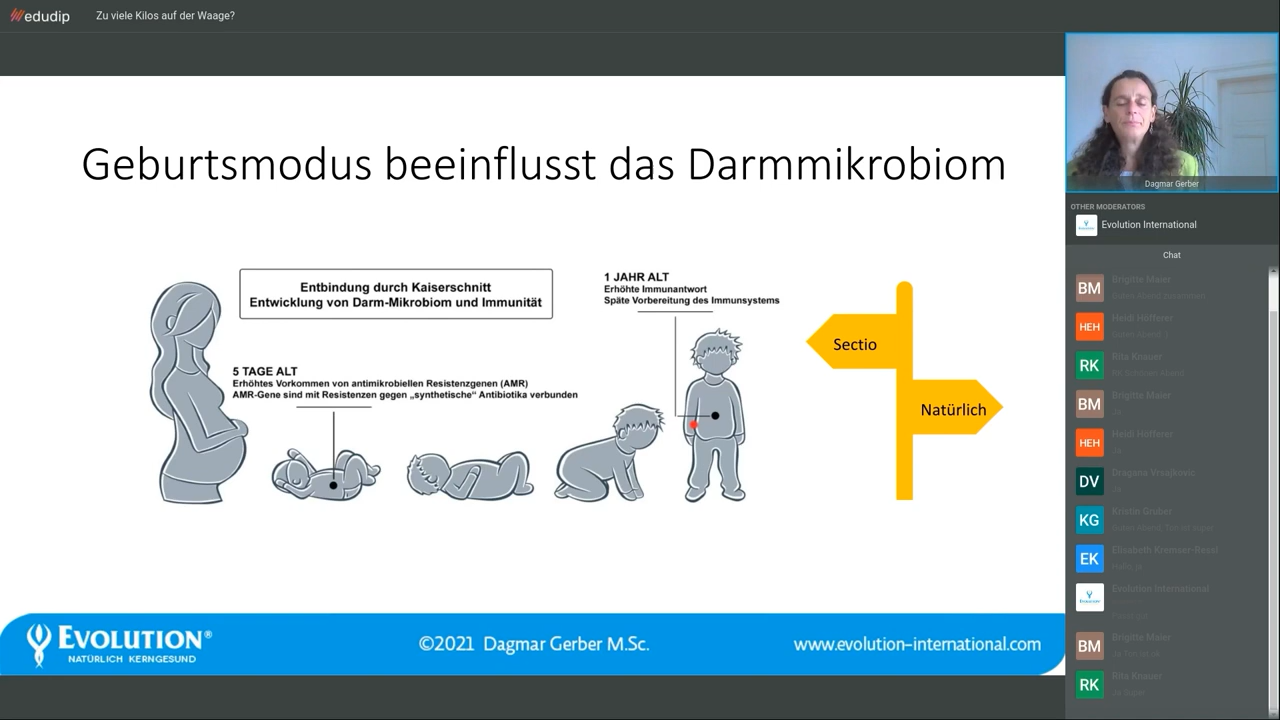 edudip
Zu viele Kilos auf der Waage?
Geburtsmodus beeinflusst das Darmmikrobiom
Entbindung durch Kaiserschnitt
Entwicklung von Darm-Mikrobiom und Immunität
1 JAHR ALT
Erhöhte Immunantwort
Späte Vorbereitung des Immunsystems
5 TAGE ALT
Erhöhtes Vorkommen von antimikrobiellen Resistenzgenen (AMR)
AMR-Gene sind mit Resistenzen gegen „synthetische“ Antibiotika verbunden
Sectio
Natürlich
EVOLUTION®
NATÜRLICH KERNGESUND
©2021 Dagmar Gerber M.Sc.
www.evolution-international.com
Dagmar Gerber
OTHER MODERATORS
Evolution International
Chat
BM
Brigitte Maier
HEH
Heidi Höfferer
RK
Rita Knauer
BM
Brigitte Maier
Ja
HEH
Heidi Höfferer
Ja
DV
Dragana Vrsajkovic
Ja
KG
Kristin Gruber
EK
Evolution International
BM
Brigitte Maier
RK
Rita Knauer